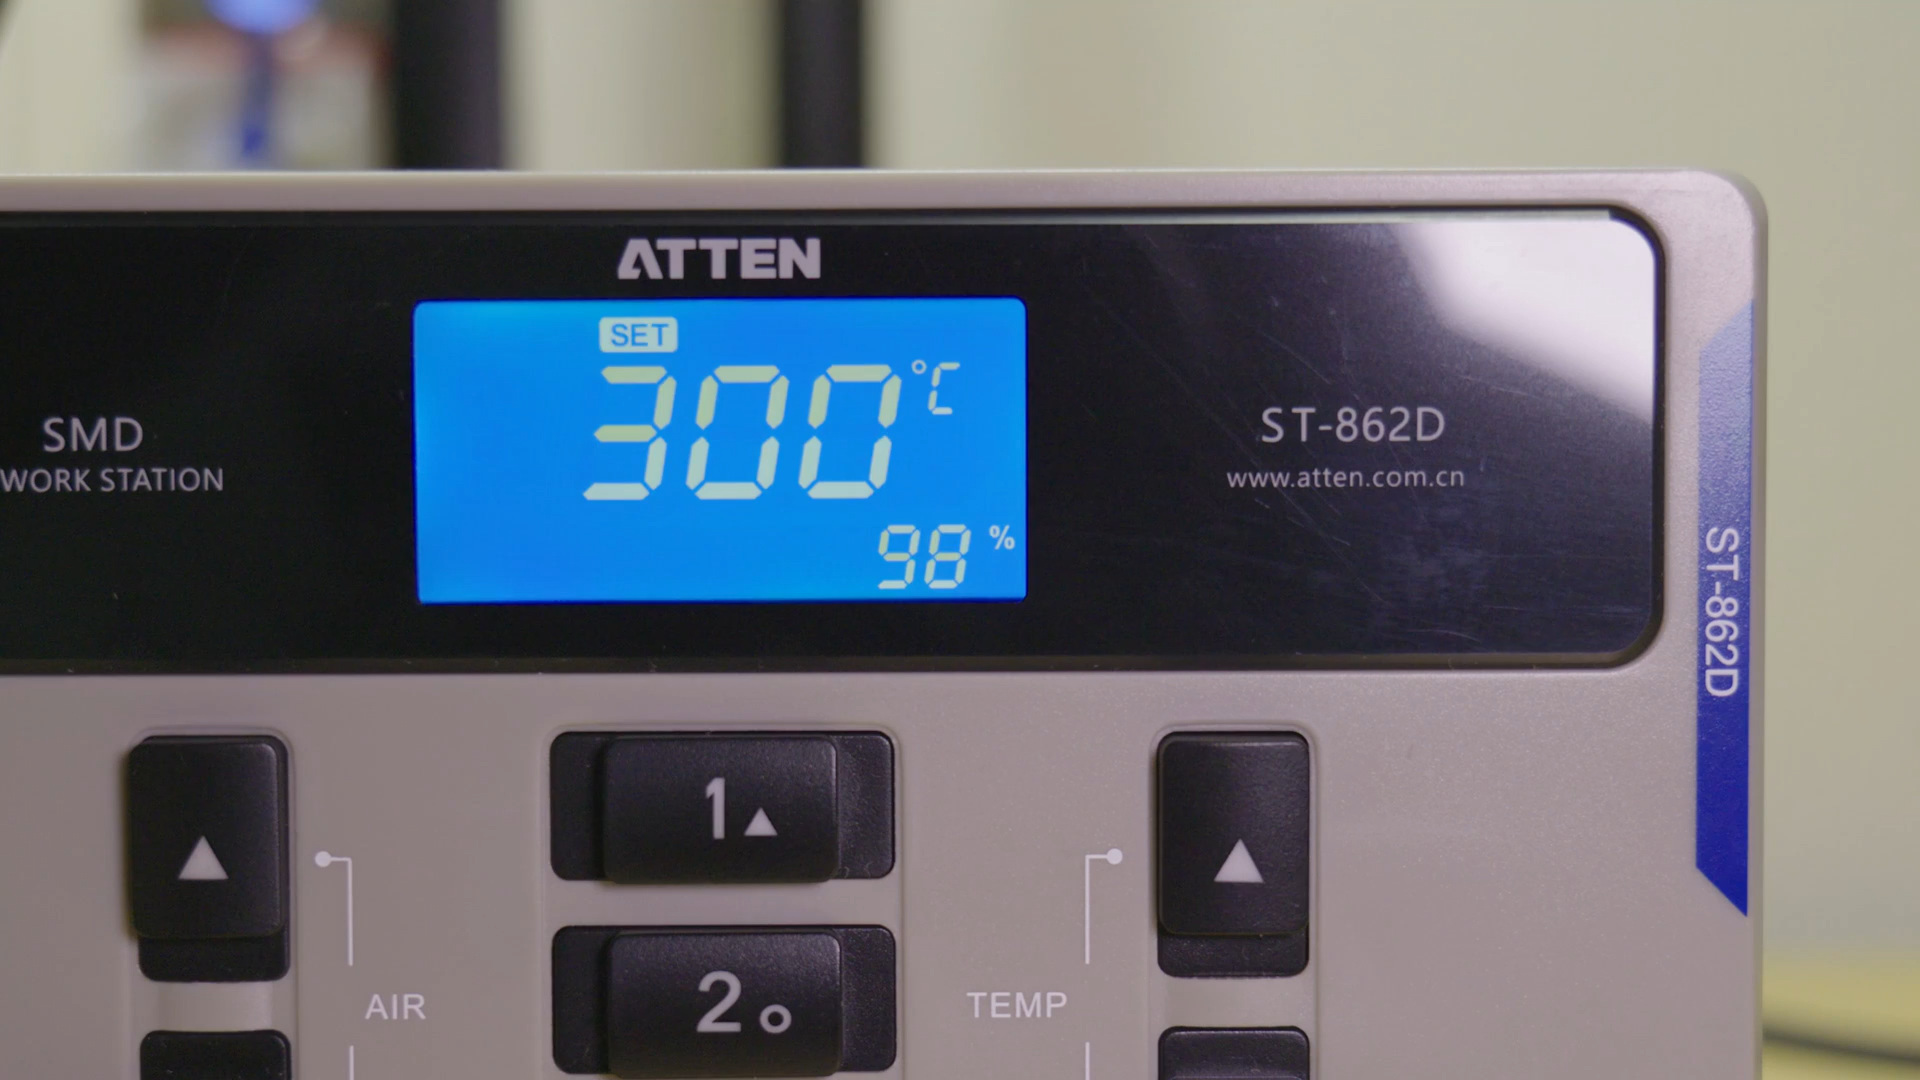 ATTEN
SET
300 °C
98 %
SMD
WORK STATION
ST-862D
www.atten.com.cn
ST-862D
1
2
AIR
TEMP